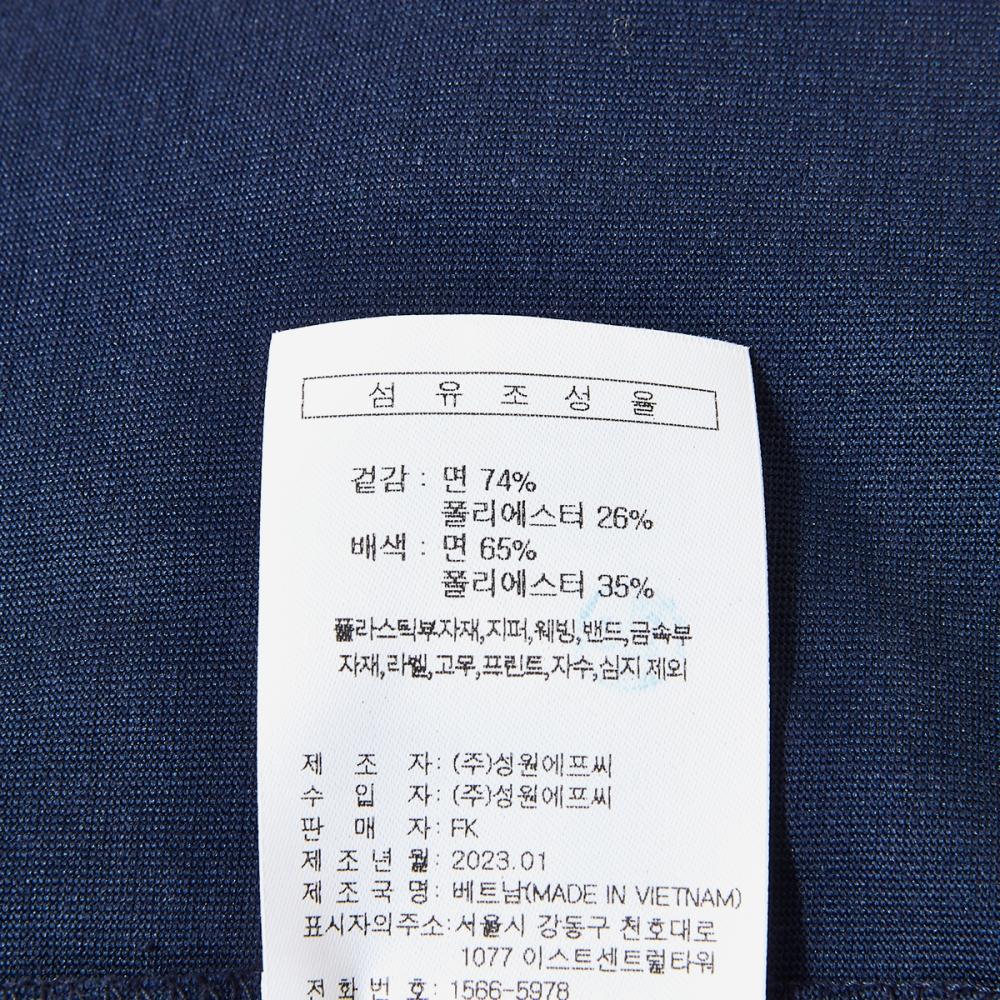 섬 유 조 성 율
겉감 : 면 74%
폴리에스터 26%
배색 : 면 65%
폴리에스터 35%
플라스틱부자재,지퍼,웨빙,밴드,금속부
자재,라벨,고무,프린트,자수,심지 제외
제 조 자: (주)성원에프씨
수 입 자: (주)성원에프씨
판 매 자: FK
제 조 년 월: 2023.01
제 조 국 명: 베트남(MADE IN VIETNAM)
표시자의주소:서울시 강동구 천호대로
1077 이스트센트럴타워
전 화 번 호: 1566-5978